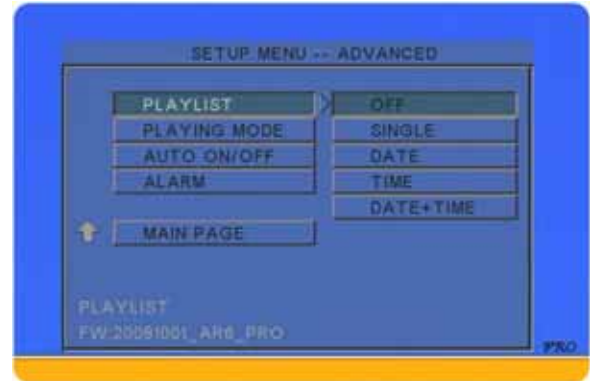 SETUP MENU -- ADVANCED
PLAYLIST
PLAYING MODE
AUTO ON/OFF
ALARM
MAIN PAGE
OFF
SINGLE
DATE
TIME
DATE+TIME
PLAYLIST
FW:20091001_AR6_PRO
PRO